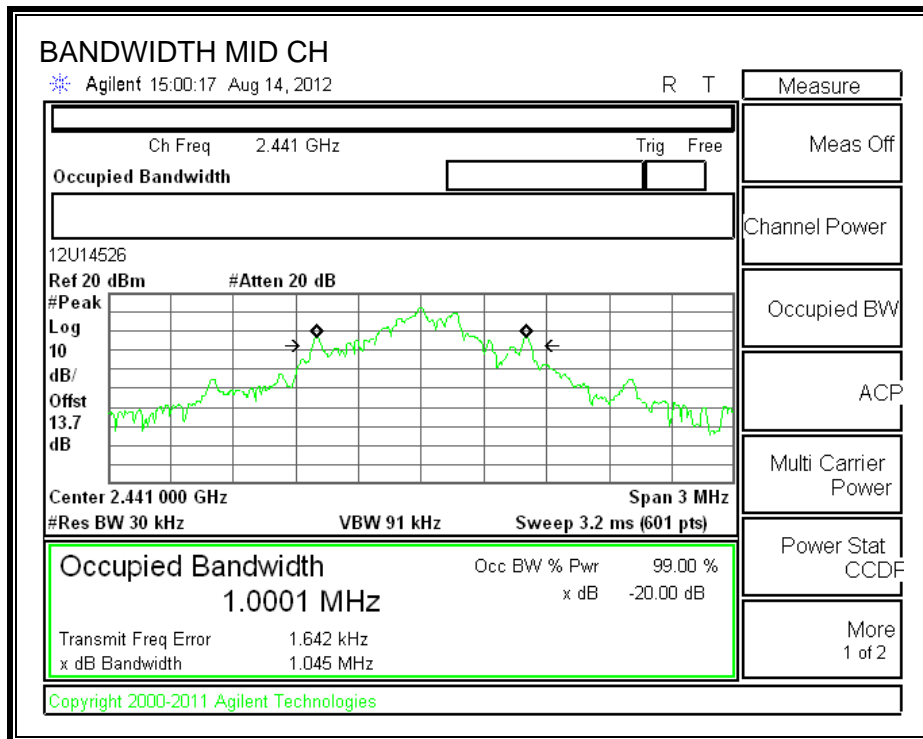 BANDWIDTH MID CH
Agilent 15:00:17 Aug 14, 2012 R T
Measure
Ch Freq 2.441 GHz Trig Free
Occupied Bandwidth
Meas Off
Channel Power
12U14526
Ref 20 dBm #Atten 20 dB
#Peak
Log
10
dB/
Offst
13.7
dB
Occupied BW
ACP
Center 2.441 000 GHz Span 3 MHz
#Res BW 30 kHz VBW 91 kHz Sweep 3.2 ms (601 pts)
Multi Carrier
Power
Occupied Bandwidth Occ BW % Pwr 99.00 %
1.0001 MHz x dB -20.00 dB
Transmit Freq Error 1.642 kHz
x dB Bandwidth 1.045 MHz
Power Stat
CCDF
More
1 of 2
Copyright 2000-2011 Agilent Technologies